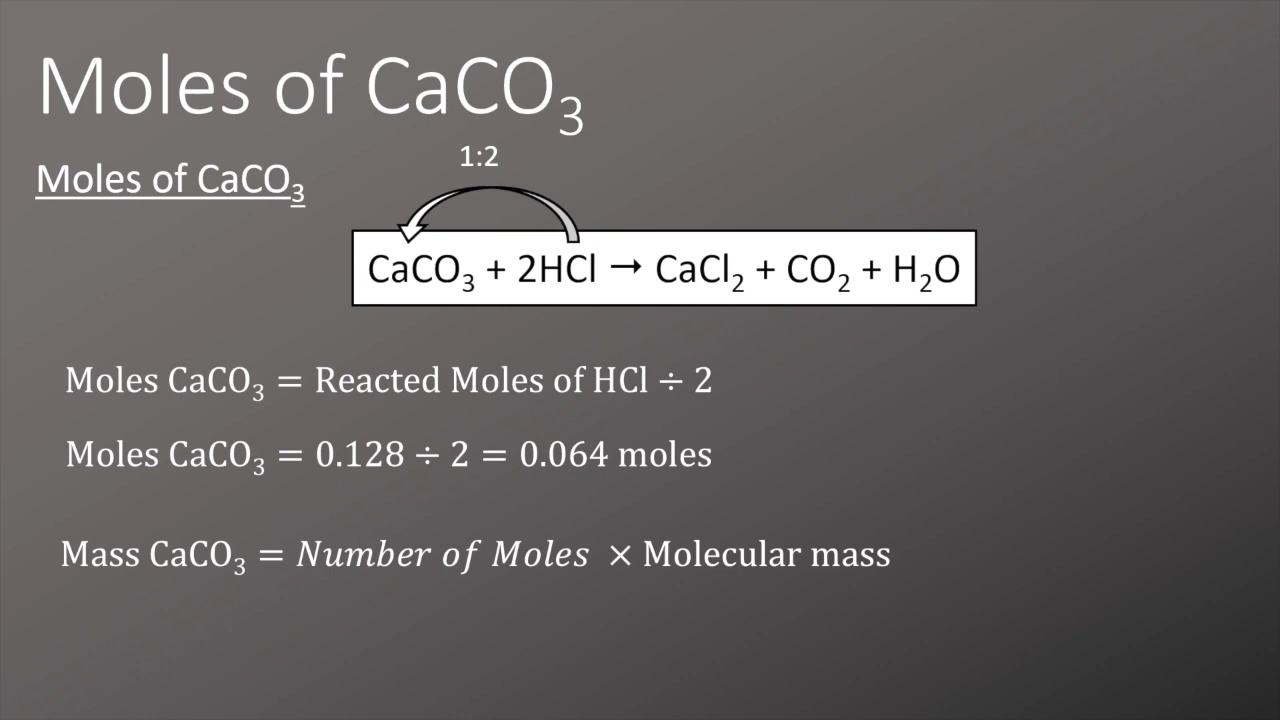 Moles of CaCO₃
Moles of CaCO₃
1:2
CaCO₃ + 2HCl → CaCl₂ + CO₂ + H₂O
Moles CaCO₃ = Reacted Moles of HCl ÷ 2
Moles CaCO₃ = 0.128 ÷ 2 = 0.064 moles
Mass CaCO₃ = Number of Moles × Molecular mass